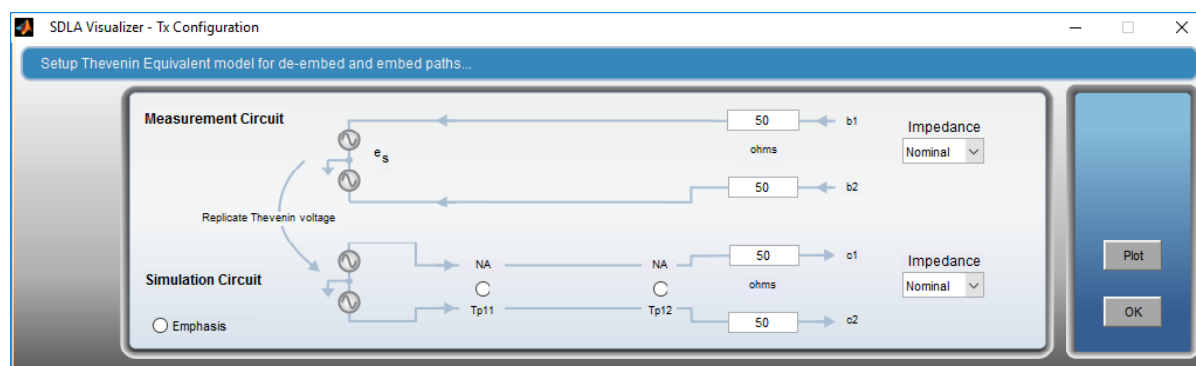 SDLA Visualizer - Tx Configuration
Setup Thevenin Equivalent model for de-embed and embed paths...
Measurement Circuit
es
50
b1
ohms
Impedance
Nominal
50
b2
Replicate Thevenin voltage
Simulation Circuit
NA
NA
50
c1
ohms
Impedance
Nominal
Tp11
Tp12
50
c2
Emphasis
Plot
OK